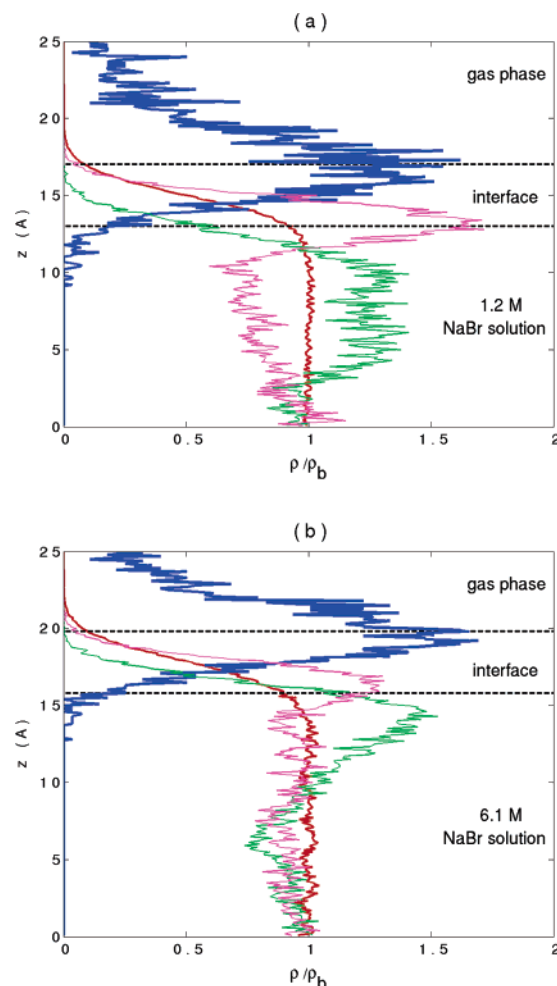 (a)
25
20
15
10
5
0
z (A)
gas phase
interface
1.2 M
NaBr solution
0 0.5 1 1.5 2
ρ/ρb
(b)
25
20
15
10
5
0
z (A)
gas phase
interface
6.1 M
NaBr solution
0 0.5 1 1.5 2
ρ/ρb